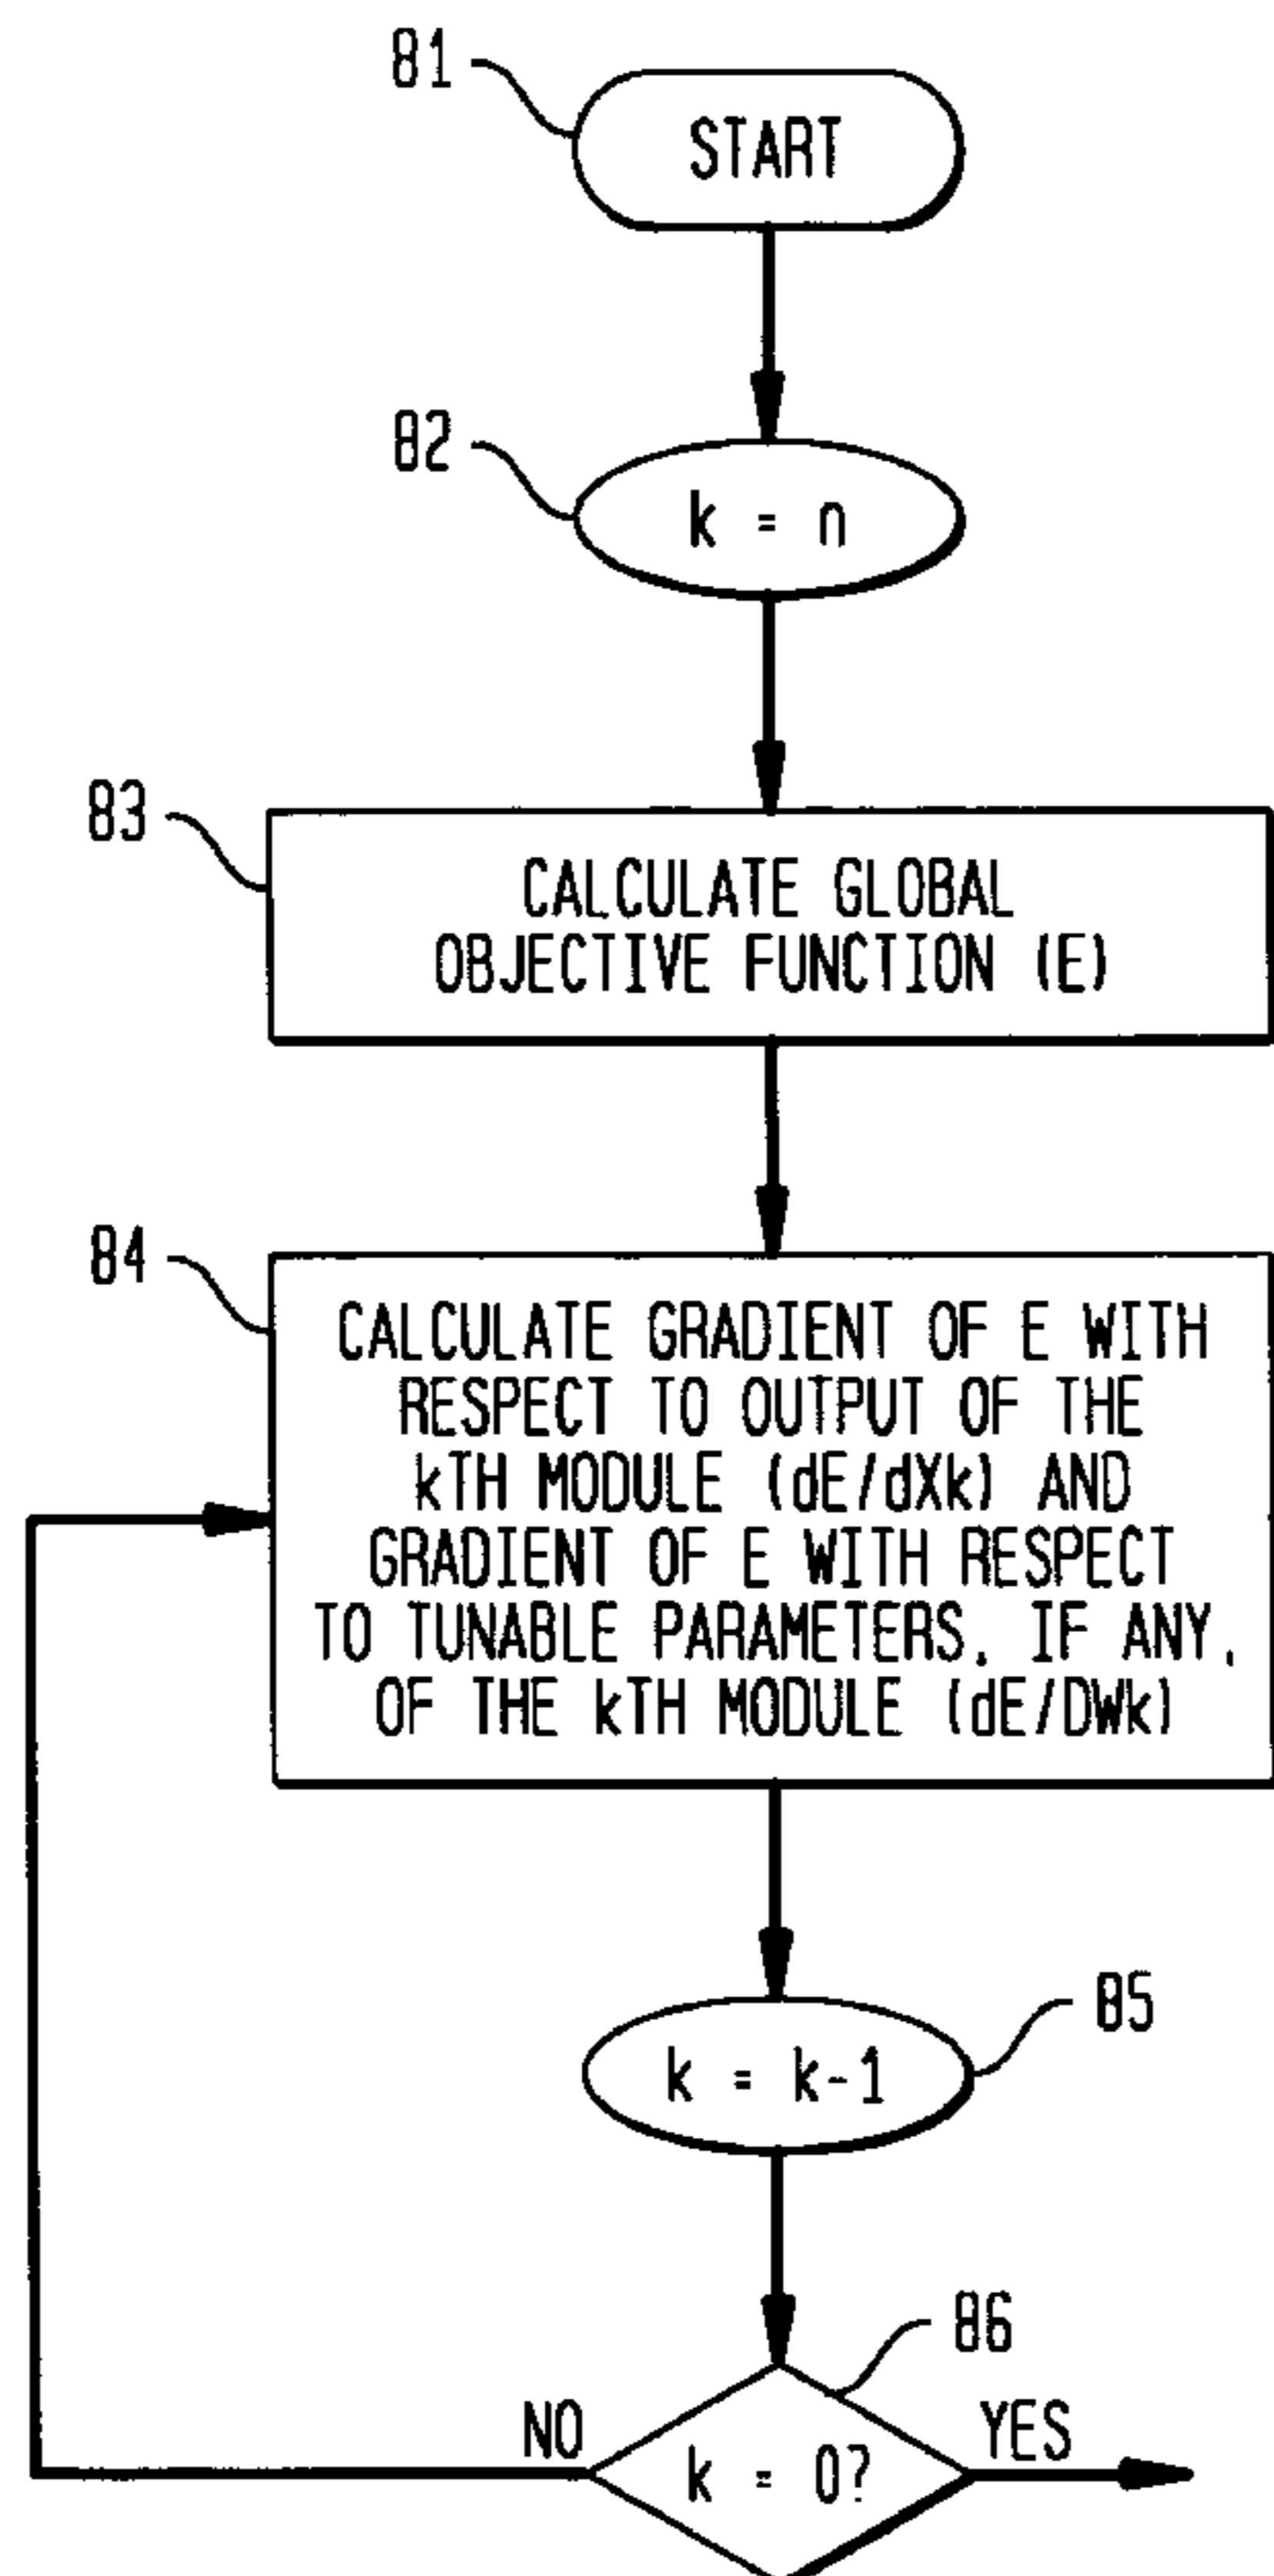 81
START
82
k = n
83
CALCULATE GLOBAL
OBJECTIVE FUNCTION (E)
84
CALCULATE GRADIENT OF E WITH
RESPECT TO OUTPUT OF THE
kTH MODULE (dE/dXk) AND
GRADIENT OF E WITH RESPECT
TO TUNABLE PARAMETERS, IF ANY,
OF THE kTH MODULE (dE/DWk)
85
k = k-1
86
NO
YES
k = 0?